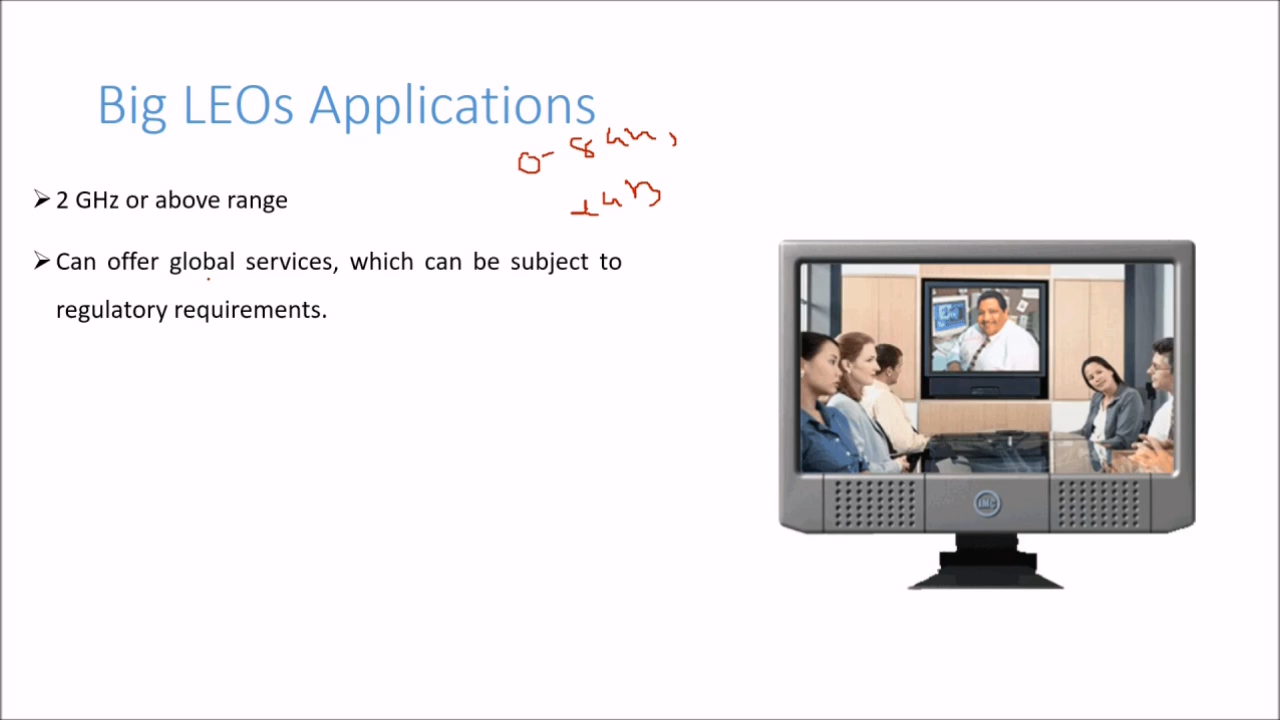 Big LEOs Applications
➢ 2 GHz or above range
➢ Can offer global services, which can be subject to
regulatory requirements.